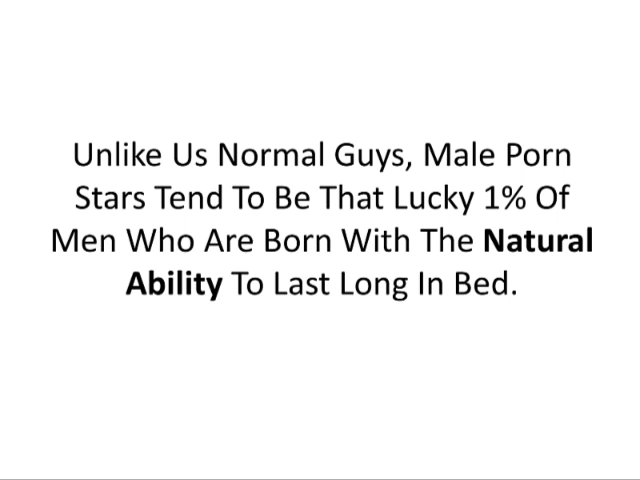 Unlike Us Normal Guys, Male Porn
Stars Tend To Be That Lucky 1% Of
Men Who Are Born With The Natural
Ability To Last Long In Bed.